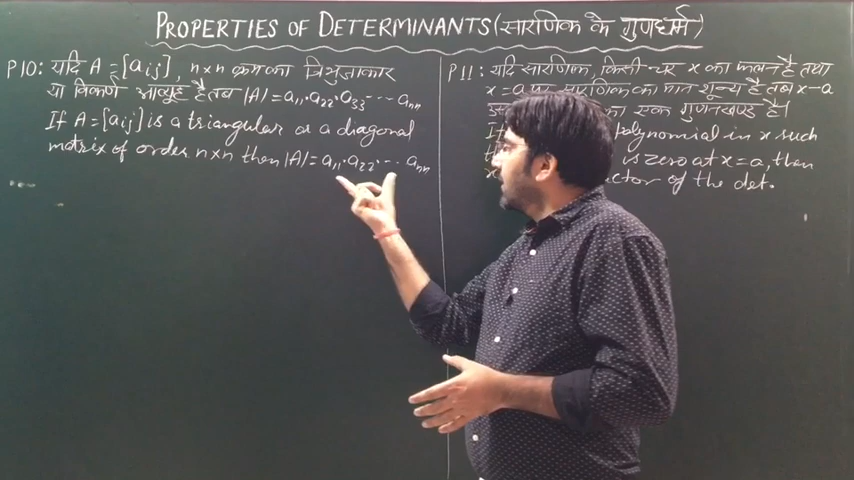 PROPERTIES OF DETERMINANTS (सारणिक के गुणधर्म)
P10: यदि A = [aij], n×n क्रम का त्रिभुजाकार
या विकर्ण आव्यूह है तब |A| = a11·a22·a33 ··· ann
If A = [aij] is a triangular or a diagonal
matrix of order n×n then |A| = a11·a22·... ann
P11: यदि सारणिक, किसी चर x का फलन है तथा
x = a पर सारणिक का मान शून्य है तब x-a
का एक गुणनखण्ड है।
polynomial in x such
is zero at x = a, then
of the det.